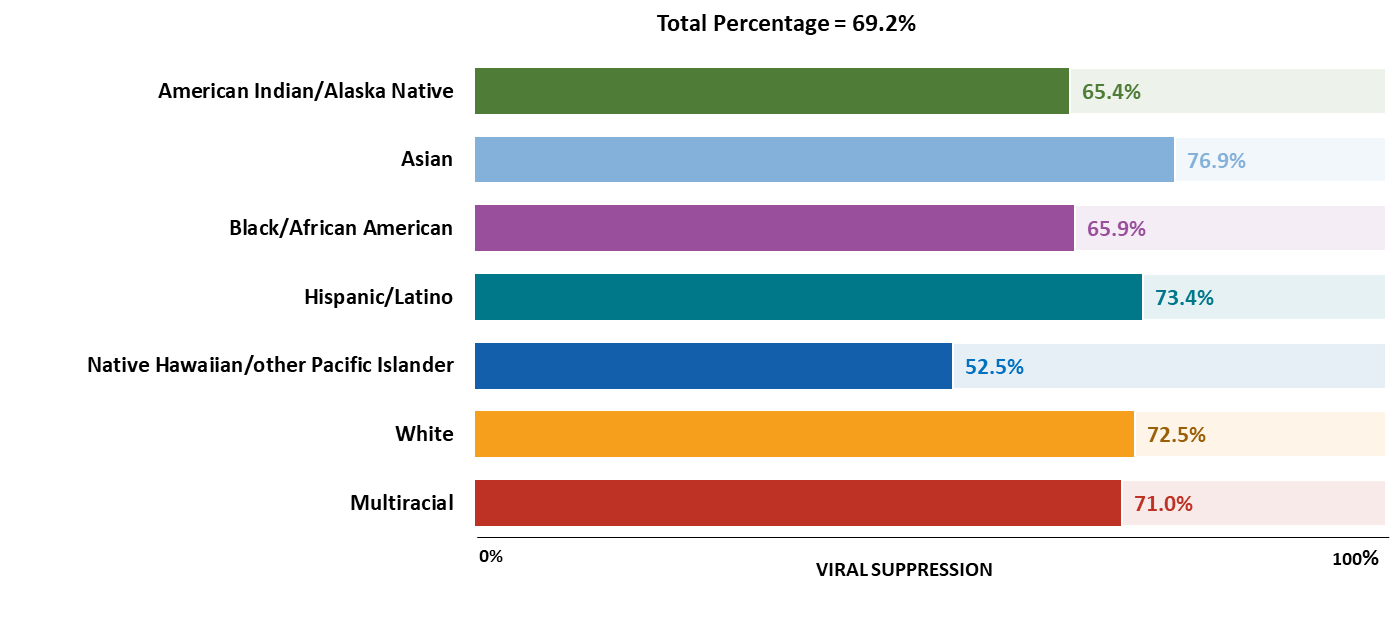 Total Percentage = 69.2%
American Indian/Alaska Native 65.4%
Asian 76.9%
Black/African American 65.9%
Hispanic/Latino 73.4%
Native Hawaiian/other Pacific Islander 52.5%
White 72.5%
Multiracial 71.0%
0% 100%
VIRAL SUPPRESSION